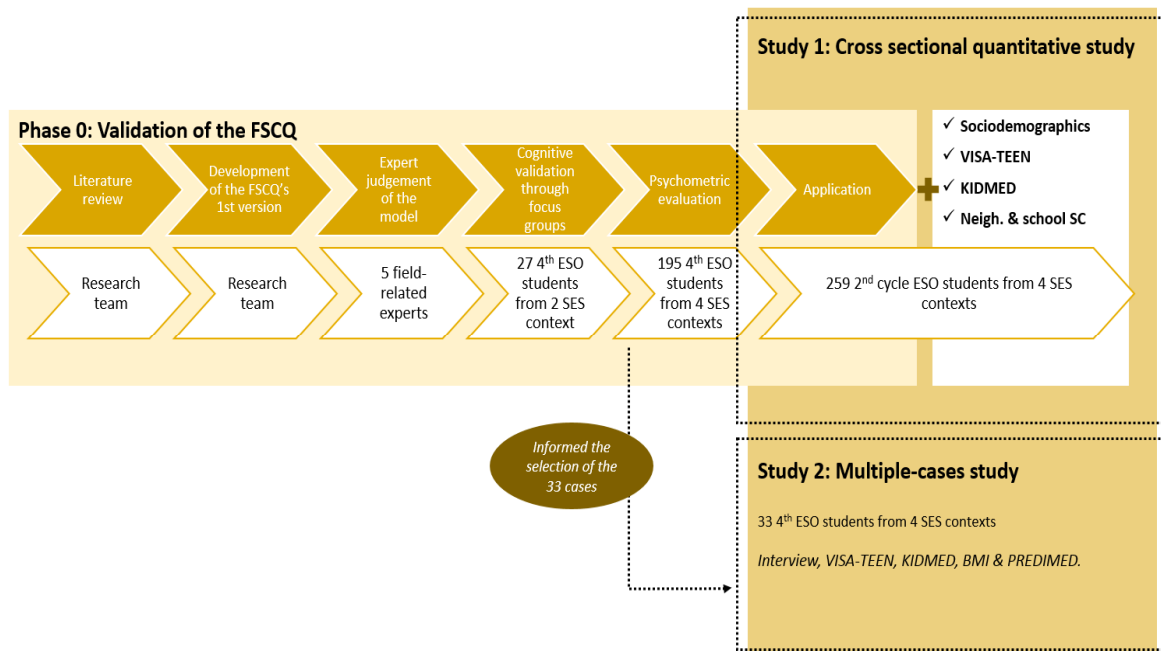 Study 1: Cross sectional quantitative study
Phase 0: Validation of the FSCQ
Literature
review
Development
of the FSCQ's
1st version
Expert
judgement
of the
model
Cognitive
validation
through
focus
groups
Psychometric
evaluation
Application
✓ Sociodemographics
✓ VISA-TEEN
✓ KIDMED
✓ Neigh. & school SC
Research
team
Research
team
5 field-
related
experts
27 4th ESO
students
from 2 SES
context
195 4th ESO
students
from 4 SES
contexts
259 2nd cycle ESO students from 4 SES
contexts
Informed the
selection of the
33 cases
Study 2: Multiple-cases study
33 4th ESO students from 4 SES contexts
Interview, VISA-TEEN, KIDMED, BMI & PREDIMED.